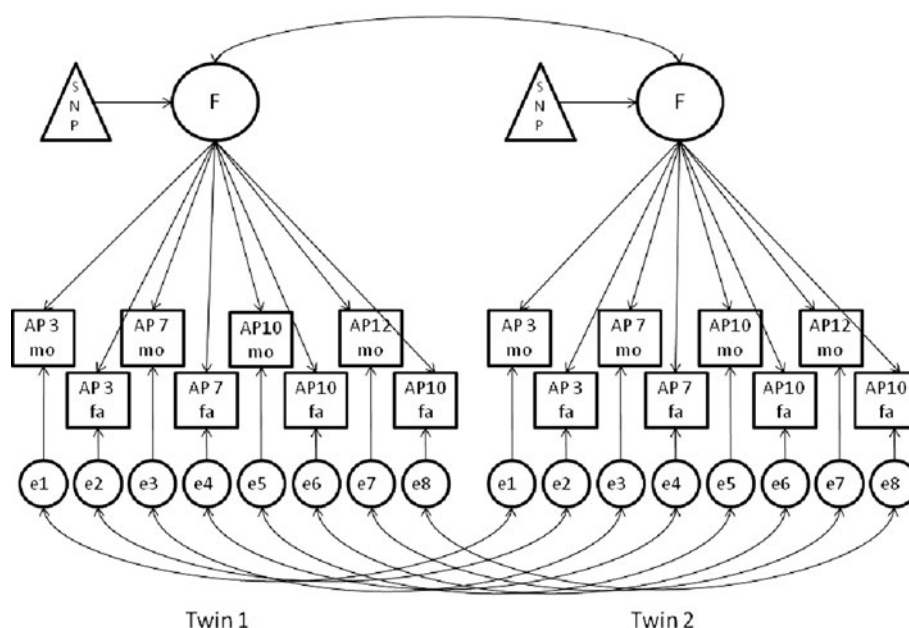 S
N
P
F
S
N
P
F
AP 3
mo
AP 7
mo
AP10
mo
AP12
mo
AP 3
mo
AP 7
mo
AP10
mo
AP12
mo
AP 3
fa
AP 7
fa
AP10
fa
AP10
fa
AP 3
fa
AP 7
fa
AP10
fa
AP10
fa
e1 e2 e3 e4 e5 e6 e7 e8 e1 e2 e3 e4 e5 e6 e7 e8
Twin 1 Twin 2